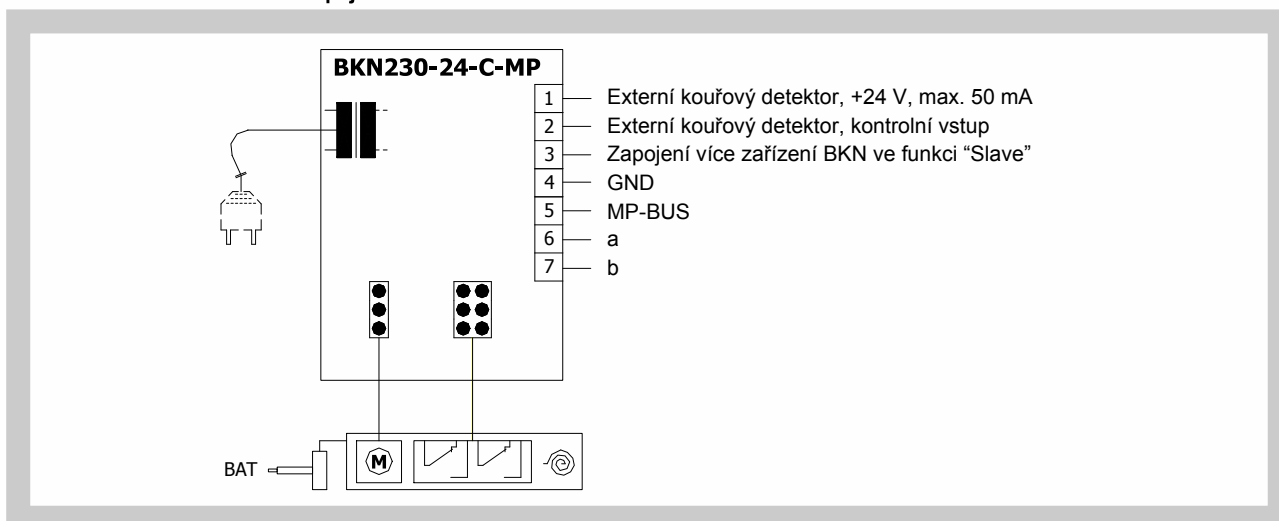 BKN230-24-C-MP
1 Externí kouřový detektor, +24 V, max. 50 mA
2 Externí kouřový detektor, kontrolní vstup
3 Zapojení více zařízení BKN ve funkci “Slave”
4 GND
5 MP-BUS
6 a
7 b
BAT
M